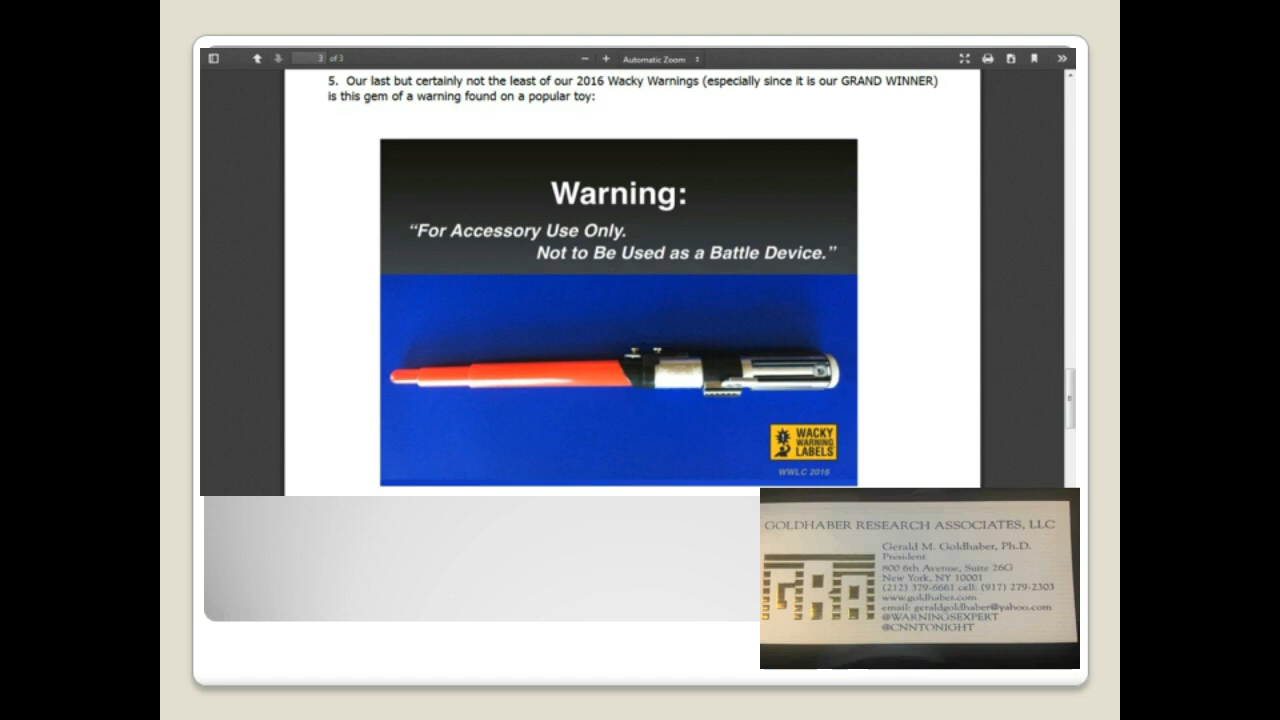 3 of 3
Automatic Zoom
5. Our last but certainly not the least of our 2016 Wacky Warnings (especially since it is our GRAND WINNER)
is this gem of a warning found on a popular toy:
Warning:
“For Accessory Use Only.
Not to Be Used as a Battle Device.”
WACKY
WARNING
LABELS
WWLC 2016
GOLDHABER RESEARCH ASSOCIATES, LLC
Gerald M. Goldhaber, Ph.D.
President
800 6th Avenue, Suite 26G
New York, NY 10001
(212) 379-6661 cell: (917) 279-2303
www.goldhaber.com
email: geraldgoldhaber@yahoo.com
@WARNINGSEXPERT
@CNNTONIGHT
GRA